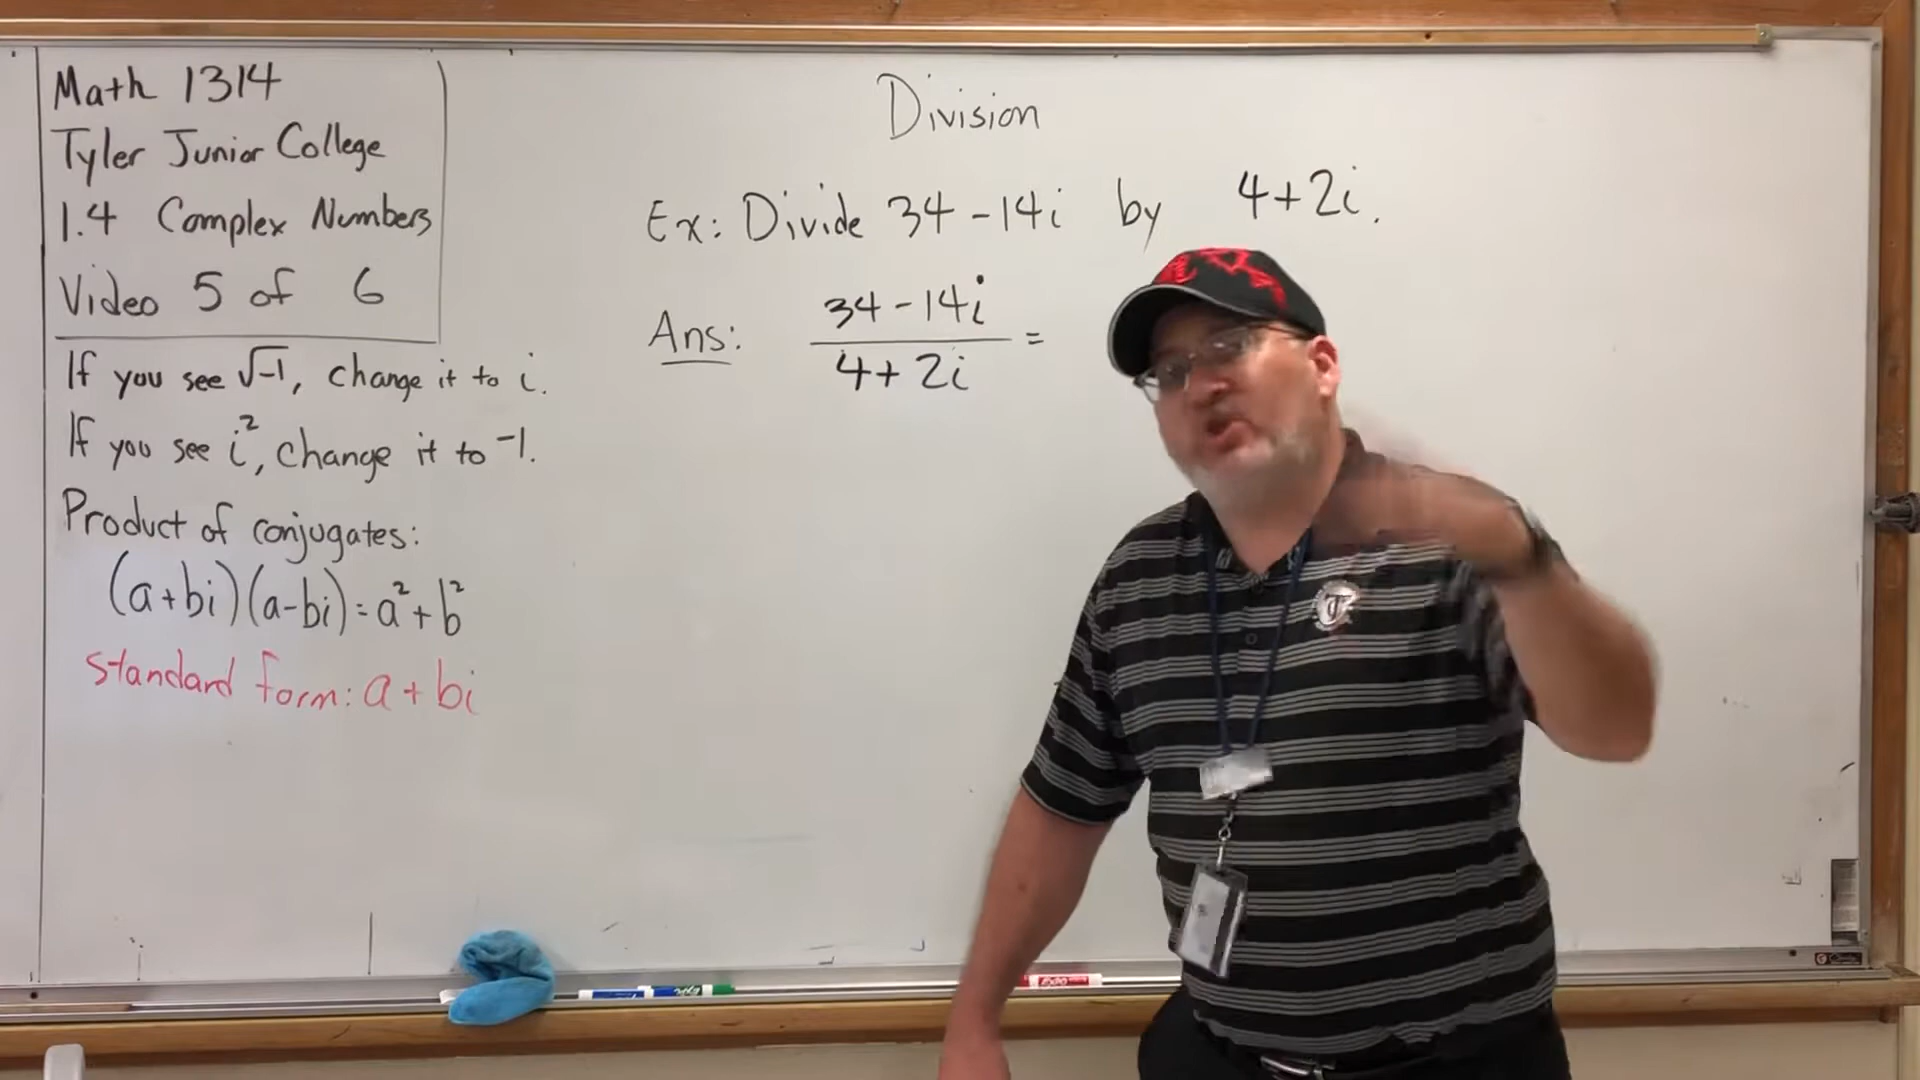 Math 1314
Tyler Junior College
1.4 Complex Numbers
Video 5 of 6
If you see √-1, change it to i.
If you see i², change it to -1.
Product of conjugates:
(a+bi)(a-bi)=a²+b²
standard form: a+bi
Division
Ex: Divide 34-14i by 4+2i.
Ans: 34-14i =
4+2i
EXPO